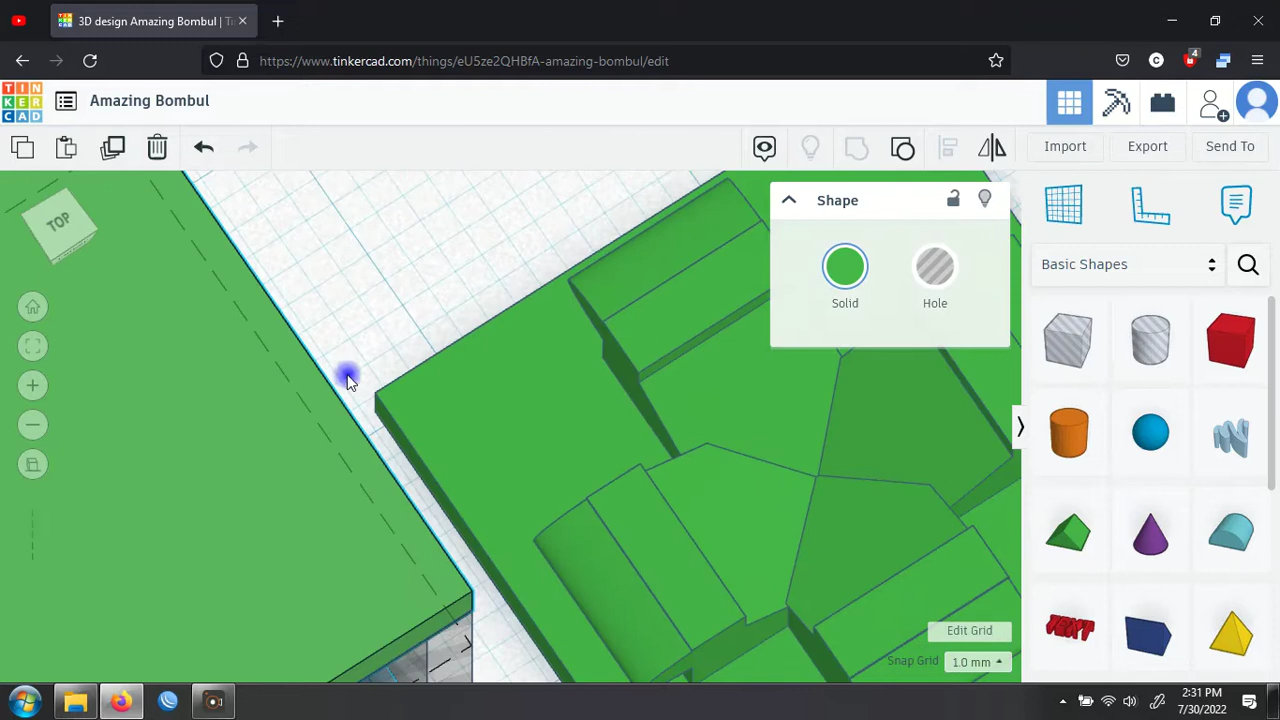 3D design Amazing Bombul | Ti
https://www.tinkercad.com/things/eU5ze2QHBfA-amazing-bombul/edit
4
TIN
KER
CAD
Amazing Bombul
Import
Export
Send To
TOP
Shape
Solid
Hole
Basic Shapes
TEXT
Edit Grid
Snap Grid
1.0 mm
2:31 PM
7/30/2022